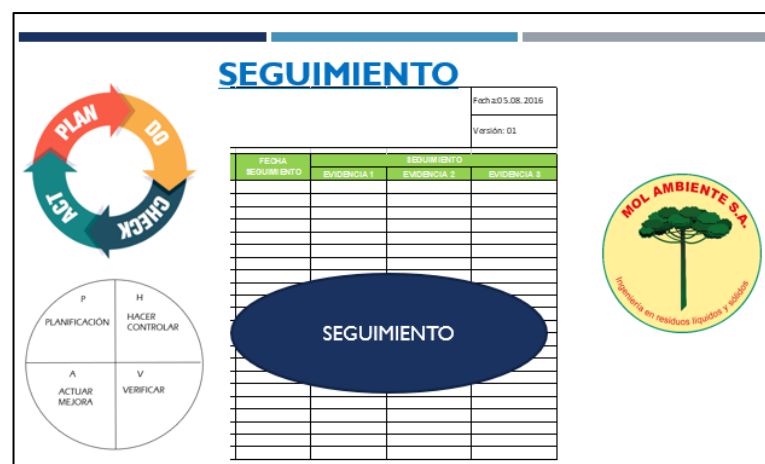 SEGUIMIENTO
PLAN
DO
CHECK
ACT
Fecha:05.08.2016
Versión: 01
FECHA
SEGUIMIENTO
SEGUIMIENTO
EVIDENCIA 1
EVIDENCIA 2
EVIDENCIA 3
SEGUIMIENTO
P
PLANIFICACIÓN
H
HACER
CONTROLAR
A
ACTUAR
MEJORA
V
VERIFICAR
MOL AMBIENTE S.A.
Ingeniería en residuos líquidos y sólidos